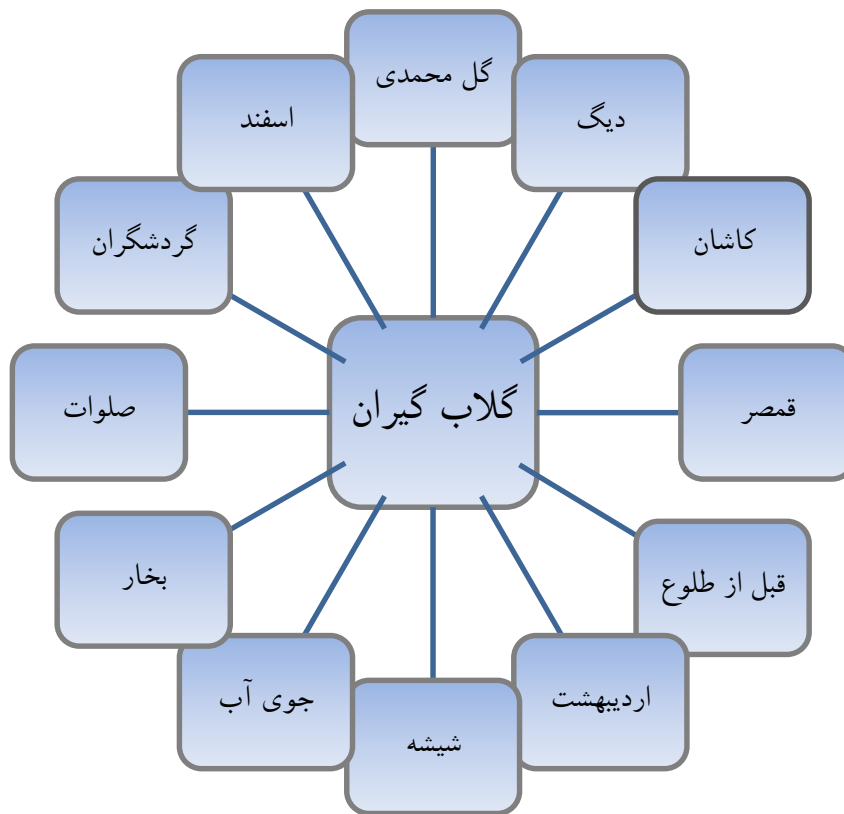 گل محمدی
دیگ
کاشان
قمصر
قبل از طلوع
اردیبهشت
شیشه
جوی آب
بخار
صلوات
گردشگران
اسفند
گلاب گیران